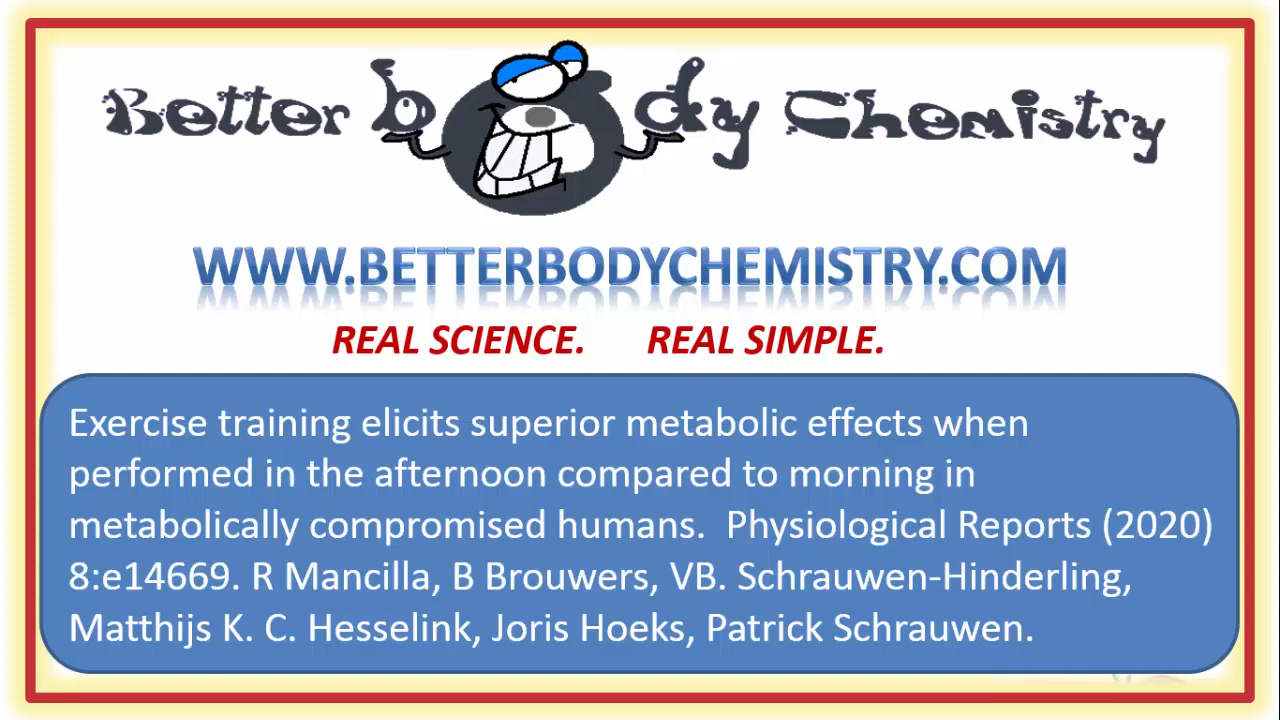 Better body Chemistry
WWW.BETTERBODYCHEMISTRY.COM
REAL SCIENCE. REAL SIMPLE.
Exercise training elicits superior metabolic effects when
performed in the afternoon compared to morning in
metabolically compromised humans. Physiological Reports (2020)
8:e14669. R Mancilla, B Brouwers, VB. Schrauwen-Hinderling,
Matthijs K. C. Hesselink, Joris Hoeks, Patrick Schrauwen.